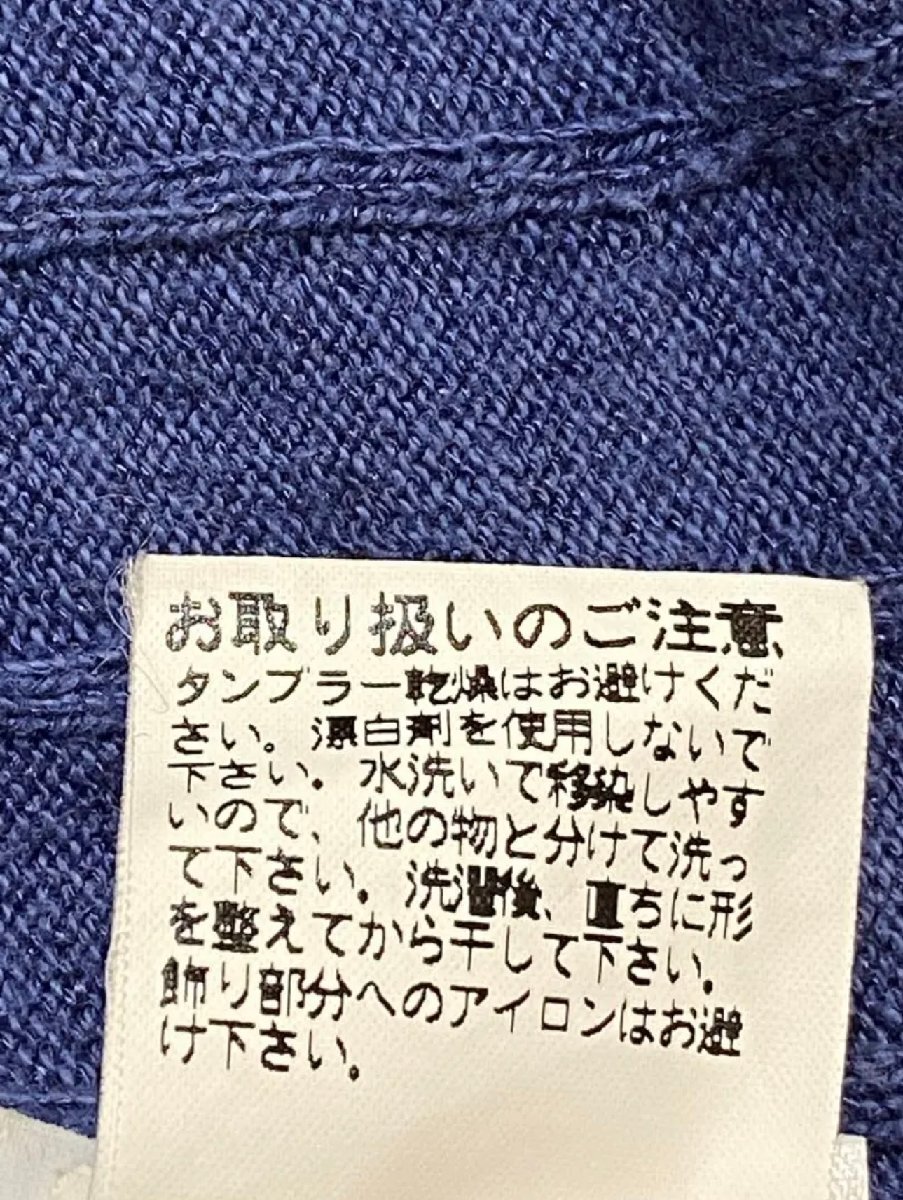 お取り扱いのご注意
タンブラー乾燥はお避けくだ
さい。漂白剤を使用しないで
下さい。水洗いで移染しやす
いので、他の物と分けて洗っ
て下さい。洗濯後、直ちに形
を整えてから干して下さい。
飾り部分へのアイロンはお避
け下さい。